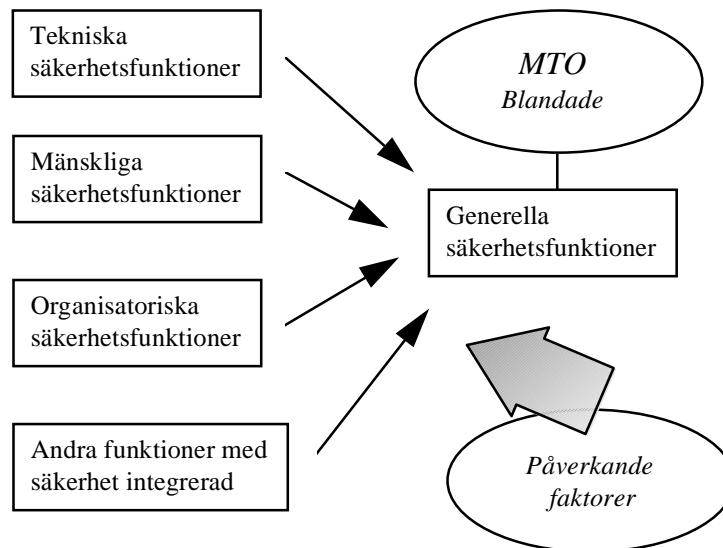 Tekniska
säkerhetsfunktioner
Mänskliga
säkerhetsfunktioner
Organisatoriska
säkerhetsfunktioner
Andra funktioner med
säkerhet integrerad
MTO
Blandade
Generella
säkerhetsfunktioner
Påverkande
faktorer